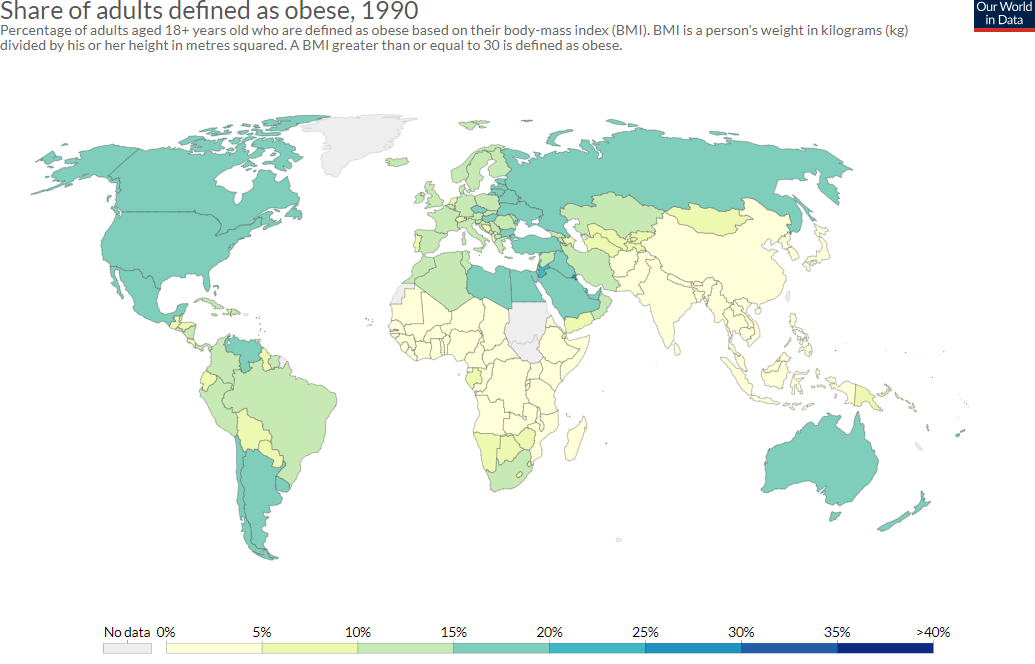 Share of adults defined as obese, 1990
Our World
in Data
Percentage of adults aged 18+ years old who are defined as obese based on their body-mass index (BMI). BMI is a person's weight in kilograms (kg)
divided by his or her height in metres squared. A BMI greater than or equal to 30 is defined as obese.
No data 0% 5% 10% 15% 20% 25% 30% 35% >40%